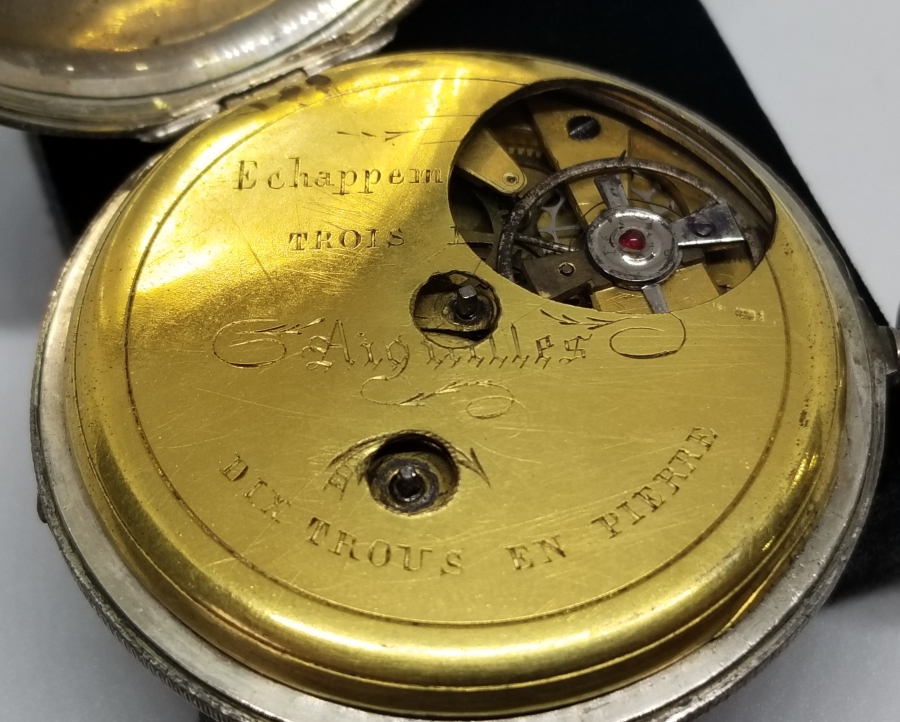 Echappem
TROIS L
Aiguilles
DIX TROUS EN PIERRE